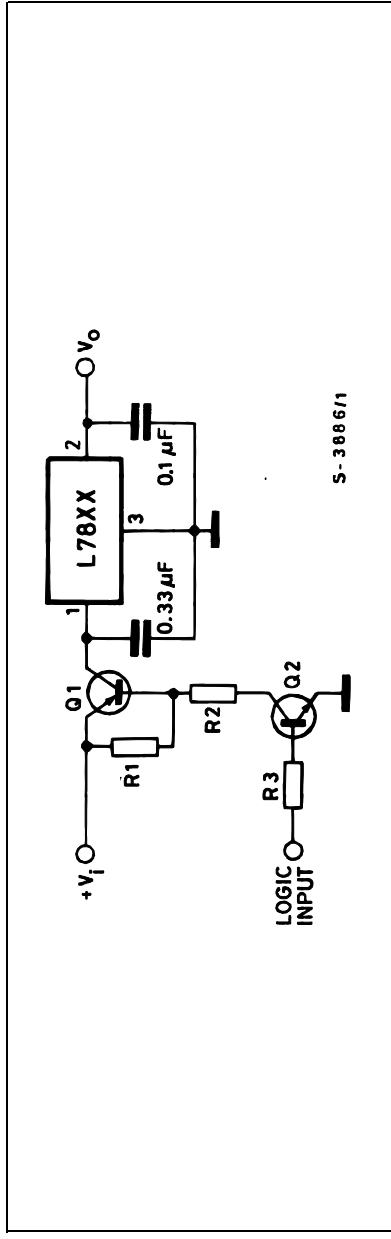 +Vi
R1
Q1
1
L78XX
2
Vo
3
0.33µF
0.1µF
R2
Q2
R3
LOGIC
INPUT
S-3886/1